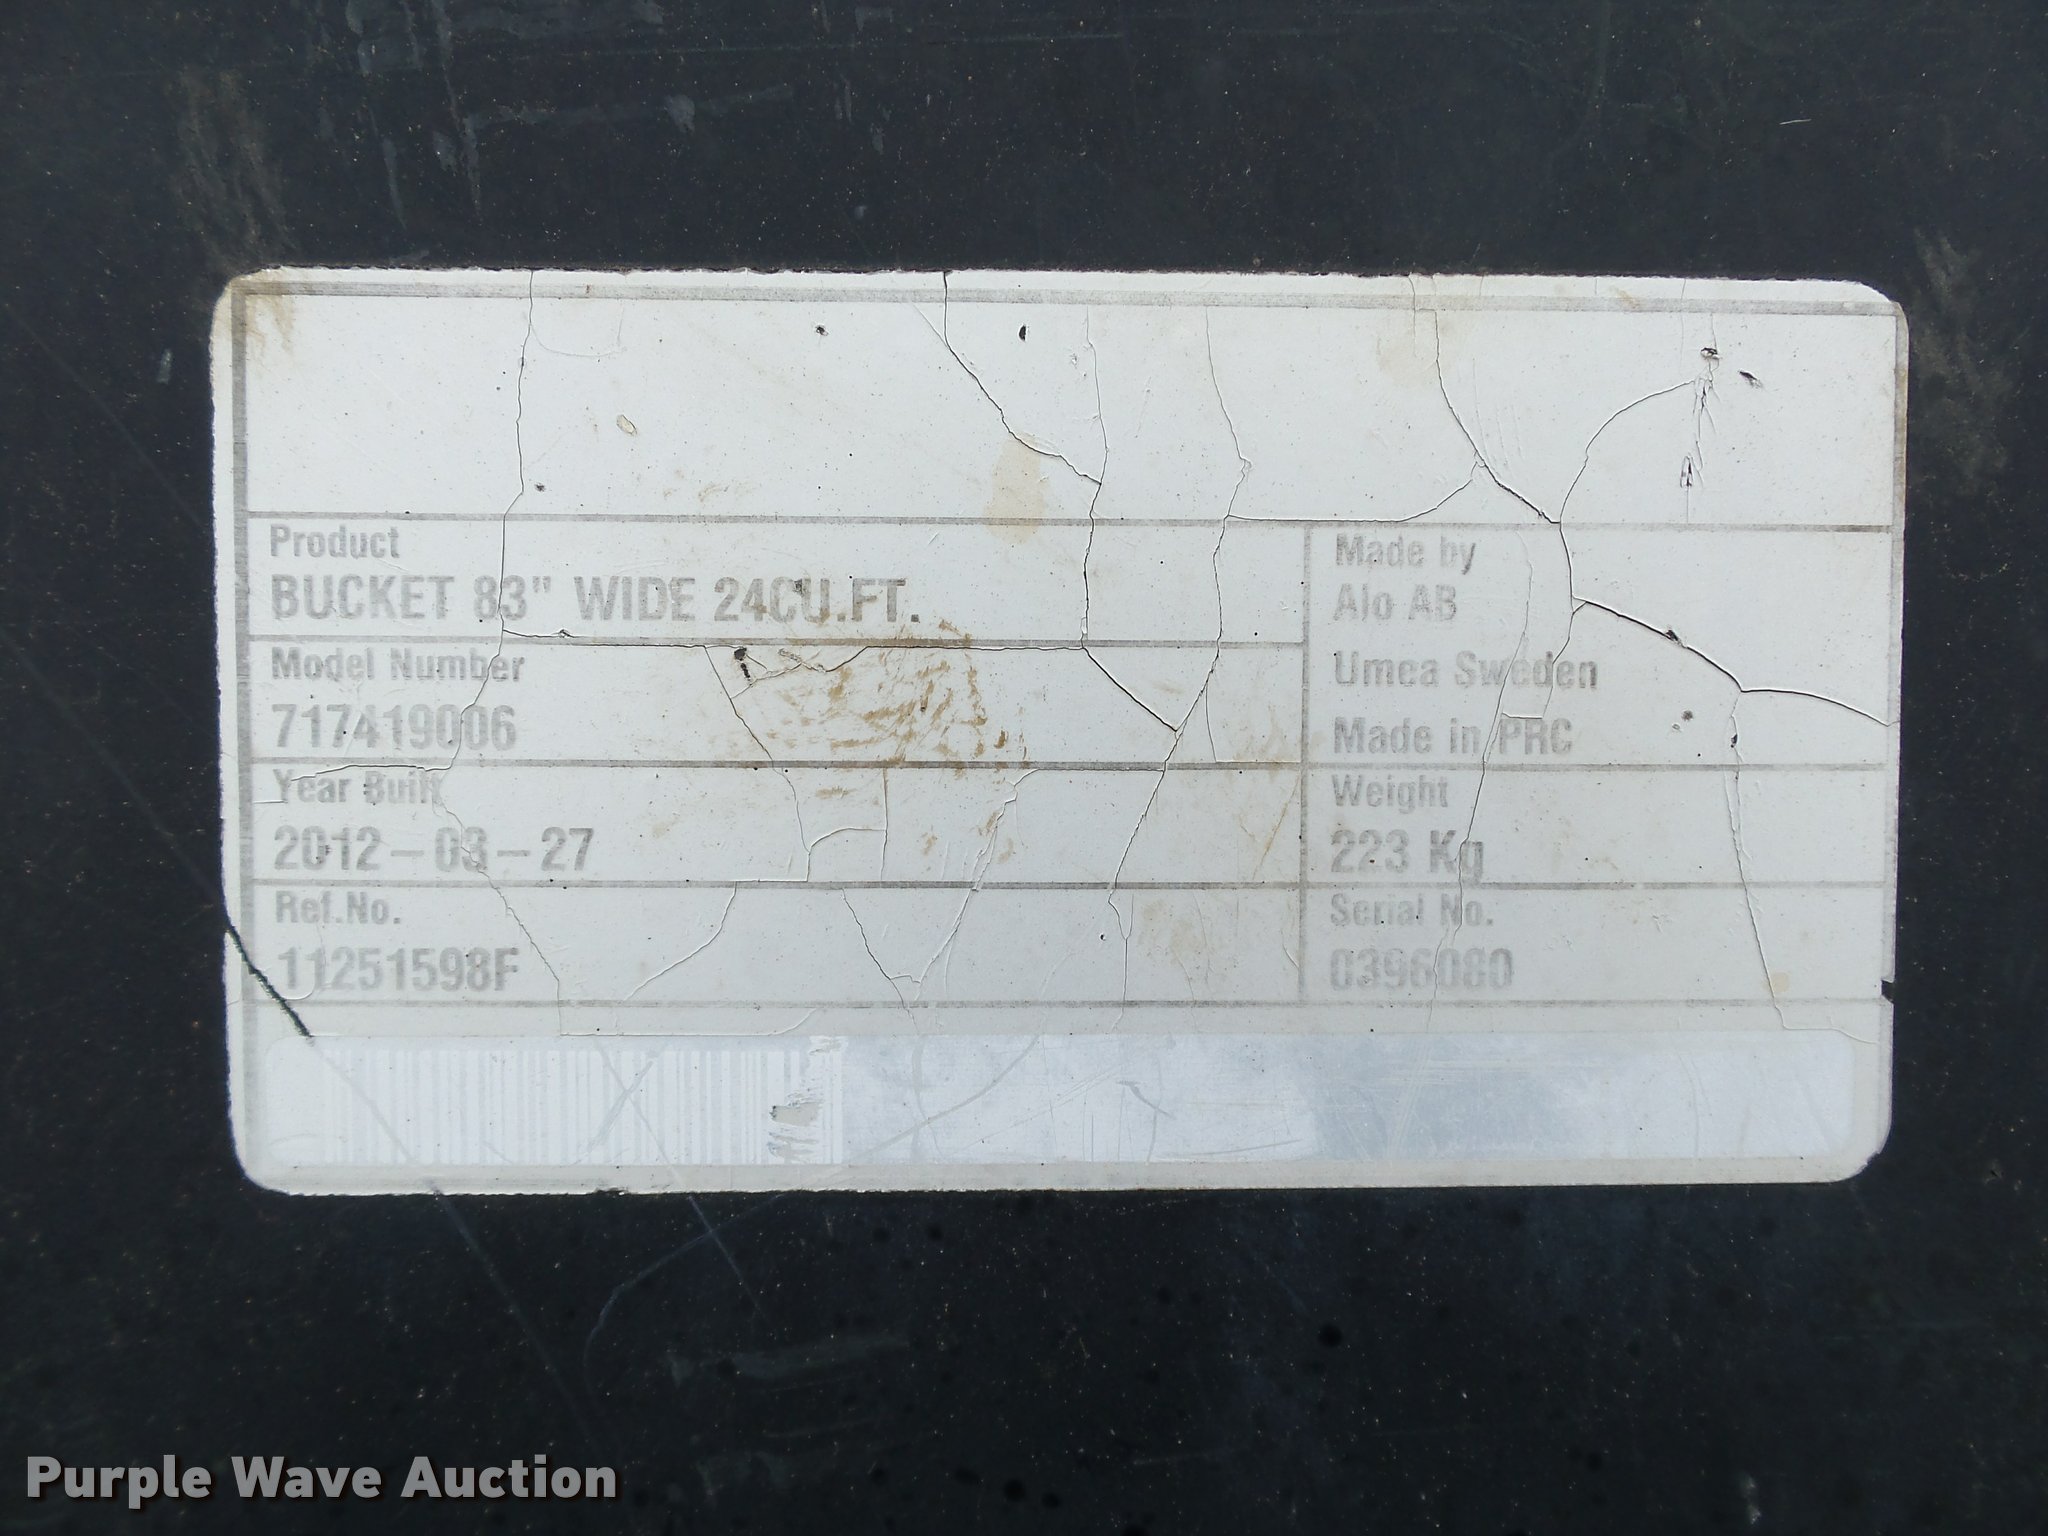 Product
BUCKET 83" WIDE 24CU.FT.
Model Number
717419006
Year Built
2012-03-27
Ref.No.
11251598F
Made by
Alo AB
Umea Sweden
Made in PRC
Weight
223 Kg
Serial No.
0396080
Purple Wave Auction